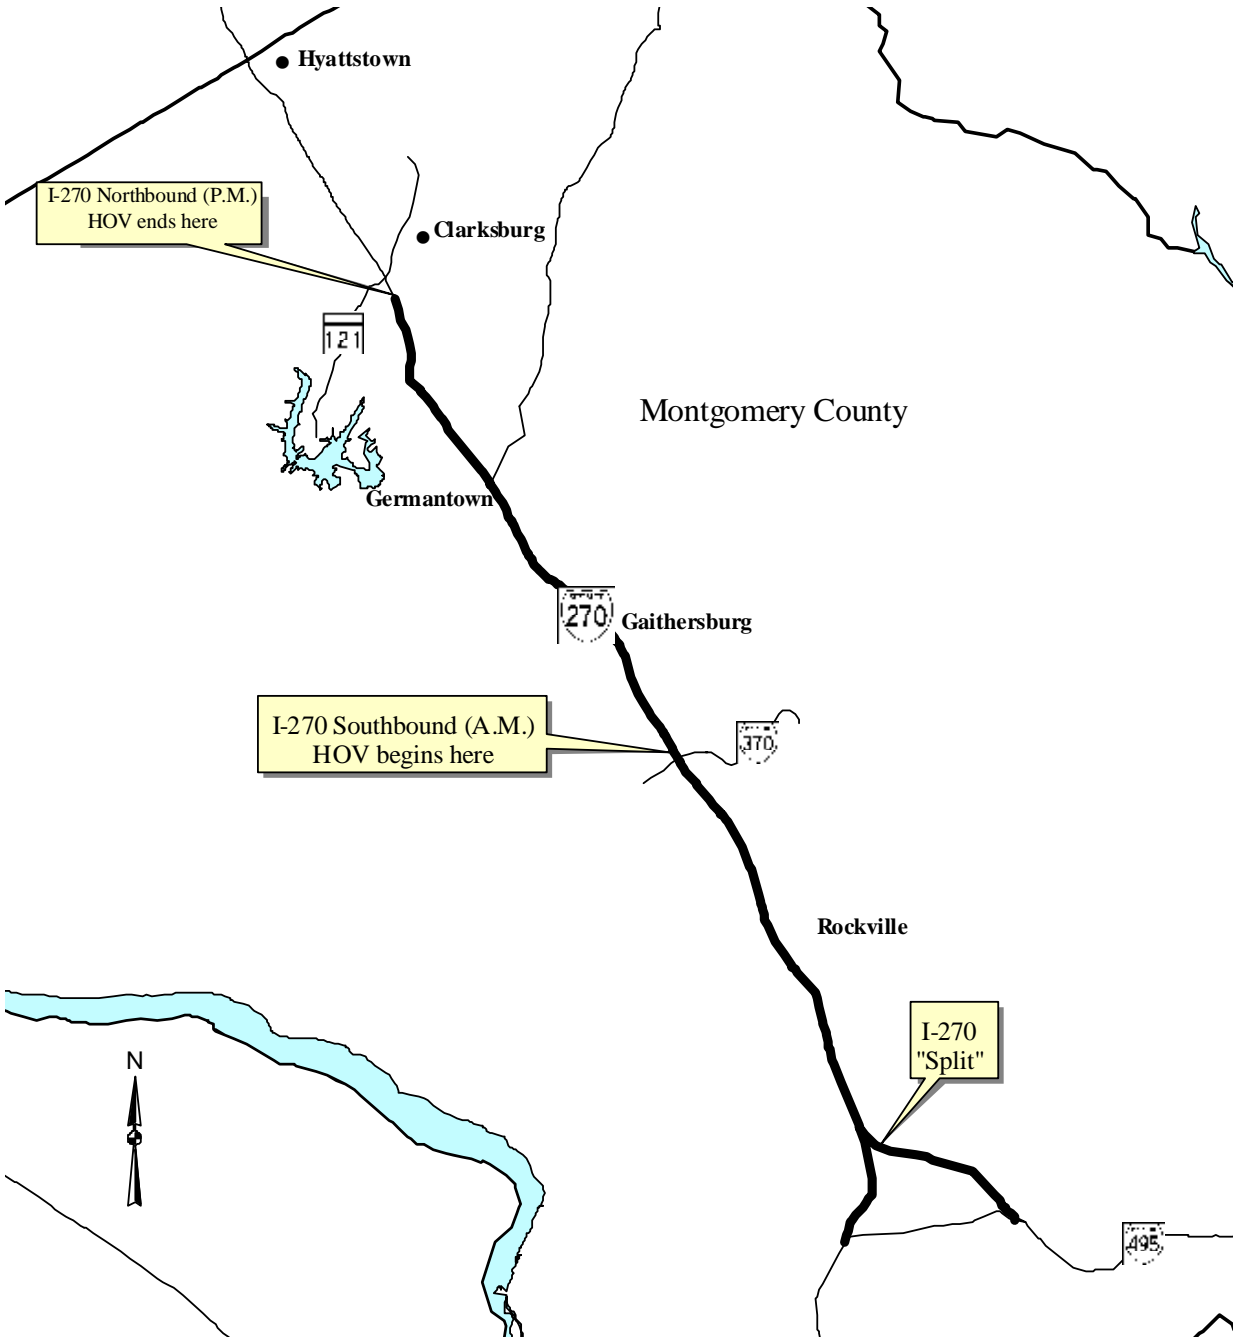 Hyattstown
I-270 Northbound (P.M.)
HOV ends here
Clarksburg
121
Montgomery County
Germantown
270
Gaithersburg
I-270 Southbound (A.M.)
HOV begins here
370
Rockville
I-270
"Split"
N
495